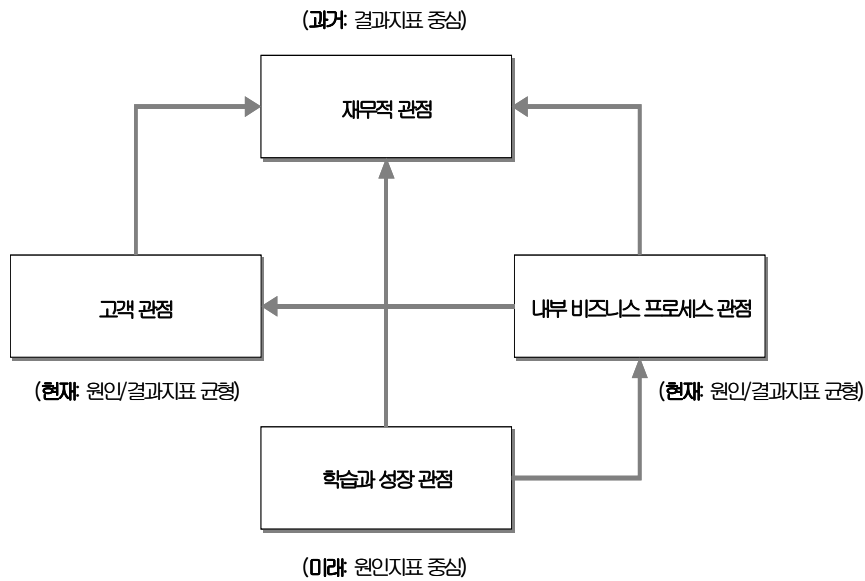 (과거: 결과지표 중심)
재무적 관점
고객 관점
내부 비즈니스 프로세스 관점
(현재: 원인/결과지표 균형)
(현재: 원인/결과지표 균형)
학습과 성장 관점
(미래: 원인지표 중심)